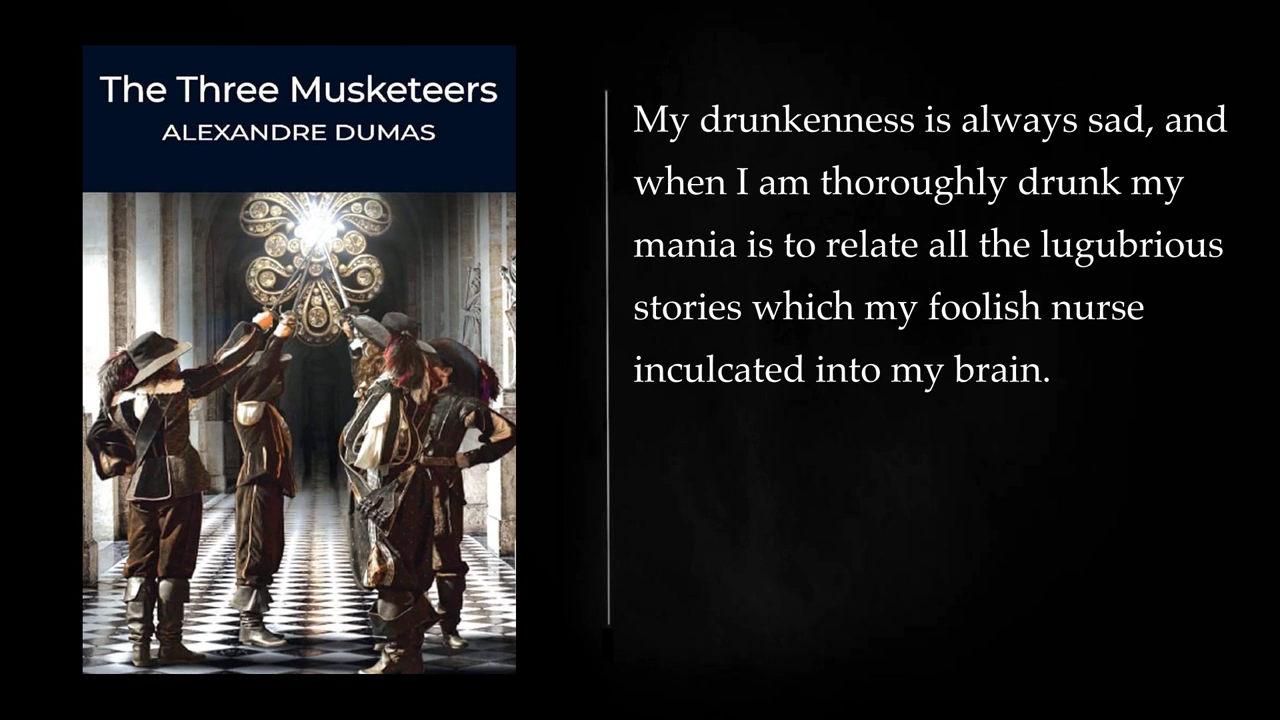 The Three Musketeers
ALEXANDRE DUMAS
My drunkenness is always sad, and
when I am thoroughly drunk my
mania is to relate all the lugubrious
stories which my foolish nurse
inculcated into my brain.